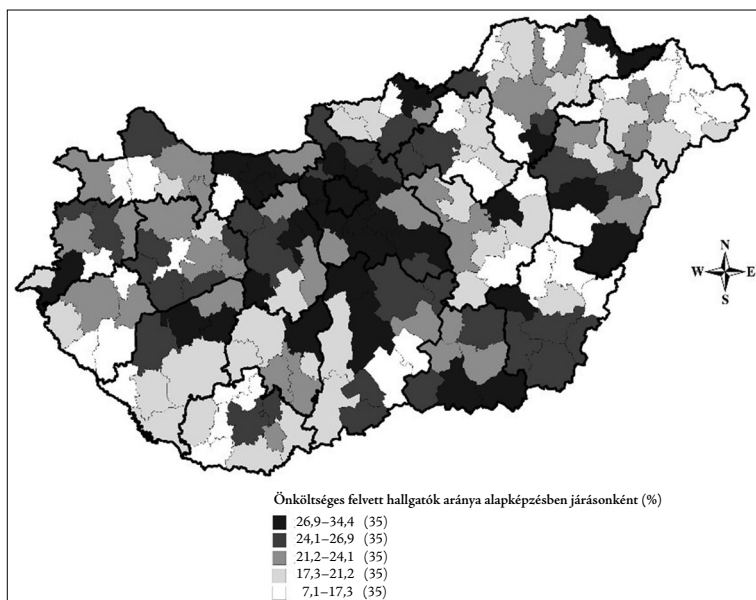 N
W E
S
Önköltséges felvett hallgatók aránya alapképzésben járásonként (%)
26,9–34,4 (35)
24,1–26,9 (35)
21,2–24,1 (35)
17,3–21,2 (35)
7,1–17,3 (35)